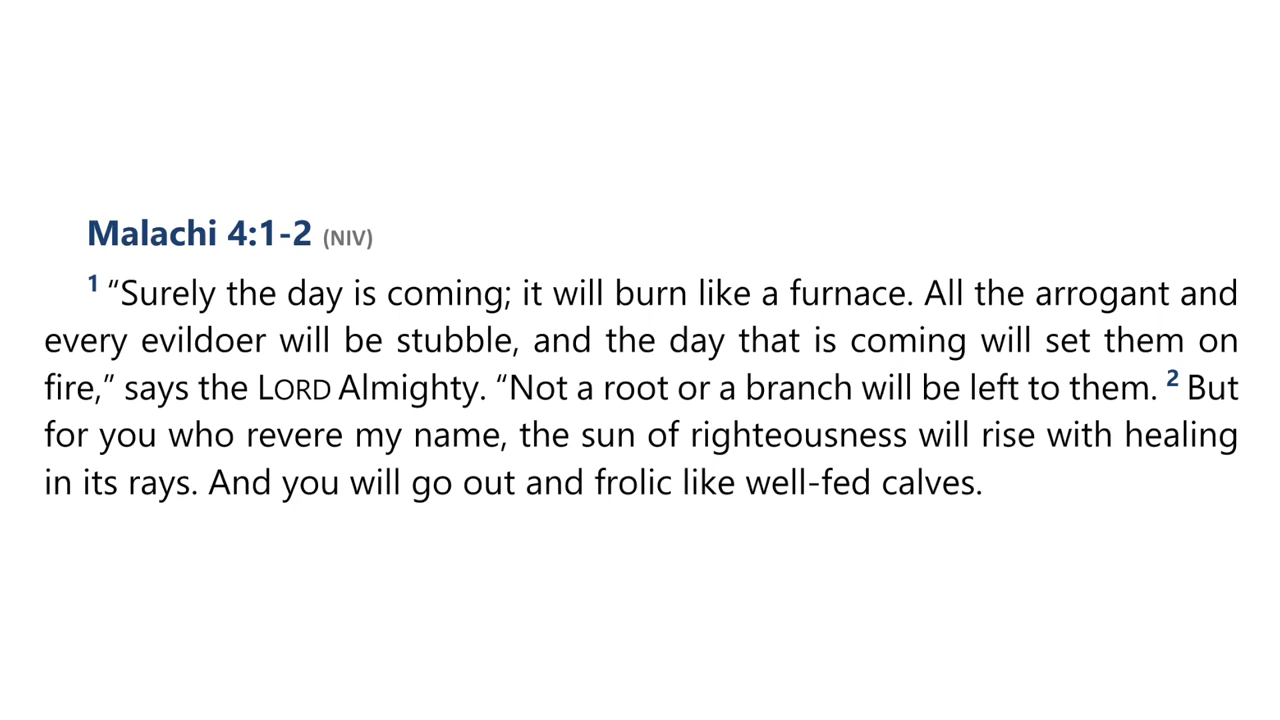 Malachi 4:1-2 (NIV)
1 “Surely the day is coming; it will burn like a furnace. All the arrogant and
every evildoer will be stubble, and the day that is coming will set them on
fire,” says the LORD Almighty. “Not a root or a branch will be left to them. 2 But
for you who revere my name, the sun of righteousness will rise with healing
in its rays. And you will go out and frolic like well-fed calves.